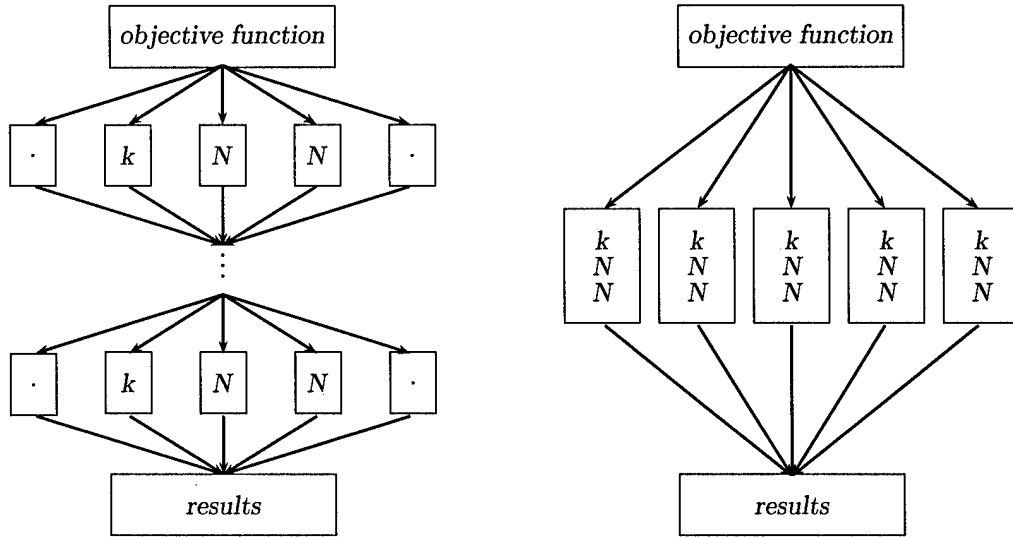 objective function
· k N N ·
⋮
· k N N ·
results
objective function
k k k k k
N N N N N
N N N N N
results